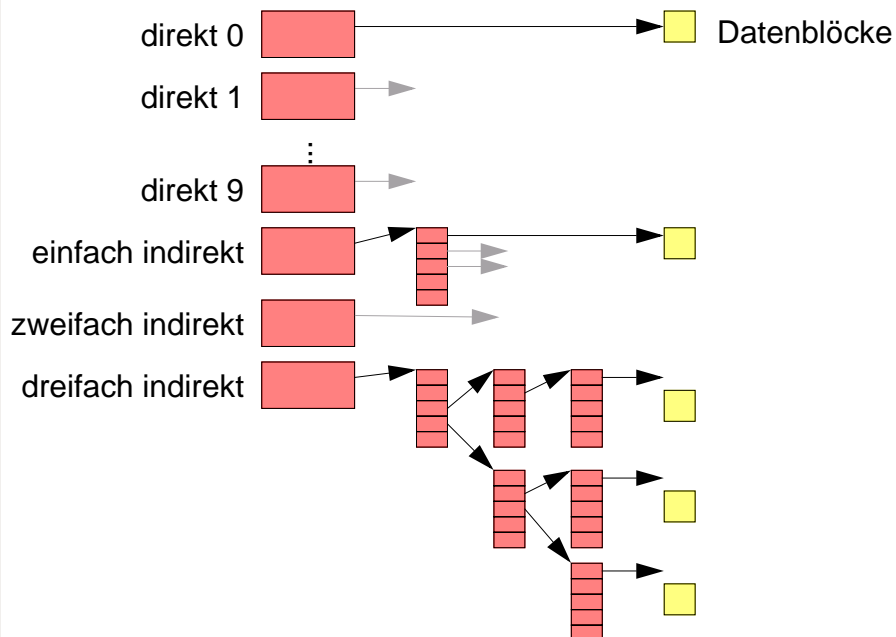 direkt 0
Datenblöcke
direkt 1
...
direkt 9
einfach indirekt
zweifach indirekt
dreifach indirekt